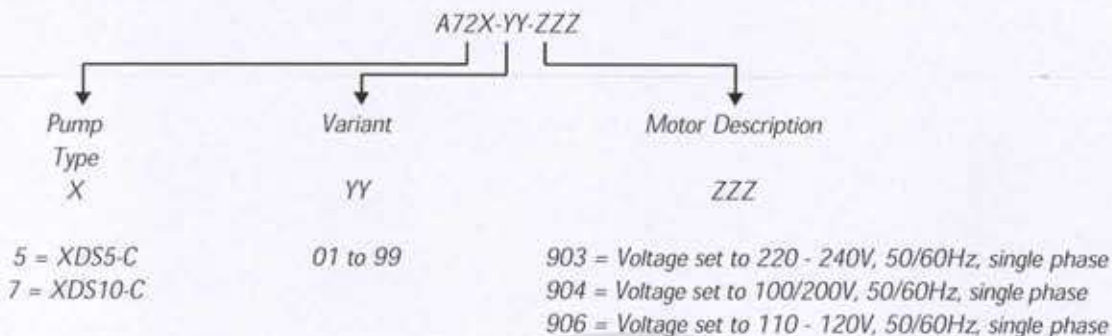 A72X-YY-ZZZ
Pump Variant Motor Description
Type
X YY ZZZ
5 = XDS5-C 01 to 99 903 = Voltage set to 220 - 240V, 50/60Hz, single phase
7 = XDS10-C 904 = Voltage set to 100/200V, 50/60Hz, single phase
906 = Voltage set to 110 - 120V, 50/60Hz, single phase